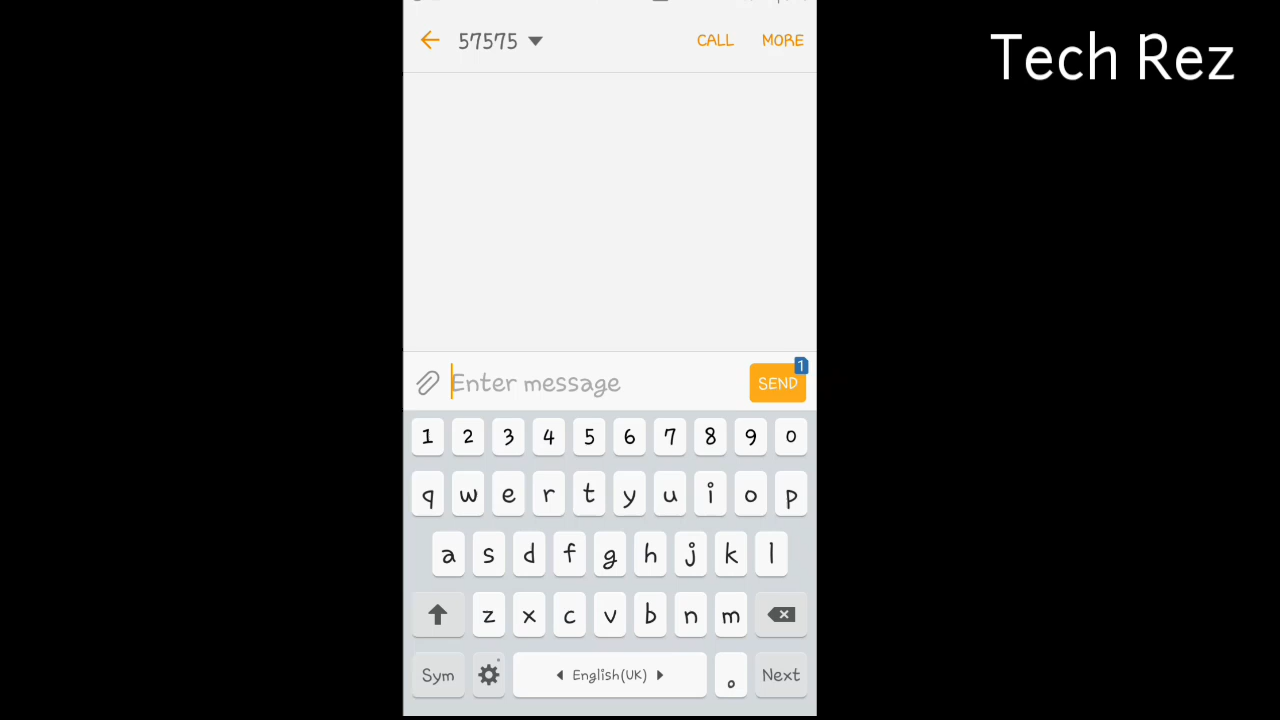 Tech Rez
57575 CALL MORE
1
Enter message SEND
1 2 3 4 5 6 7 8 9 0
q w e r t y u i o p
a s d f g h j k l
z x c v b n m
Sym English(UK) . Next